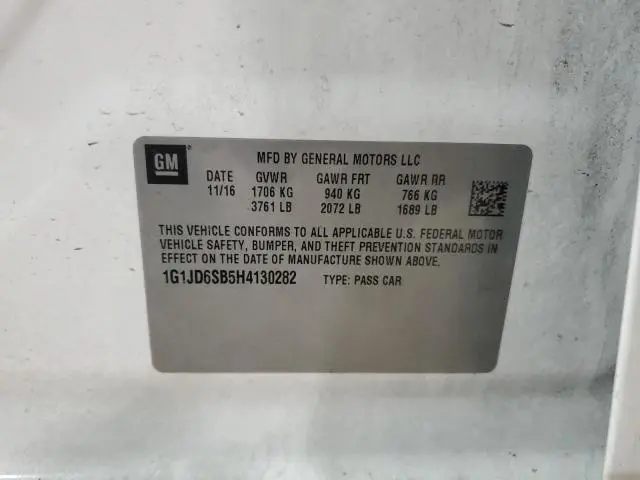 GM
MFD BY GENERAL MOTORS LLC
DATE GVWR GAWR FRT GAWR RR
11/16 1706 KG 940 KG 766 KG
3761 LB 2072 LB 1689 LB
THIS VEHICLE CONFORMS TO ALL APPLICABLE U.S. FEDERAL MOTOR
VEHICLE SAFETY, BUMPER, AND THEFT PREVENTION STANDARDS IN
EFFECT ON THE DATE OF MANUFACTURE SHOWN ABOVE.
1G1JD6SB5H4130282 TYPE: PASS CAR